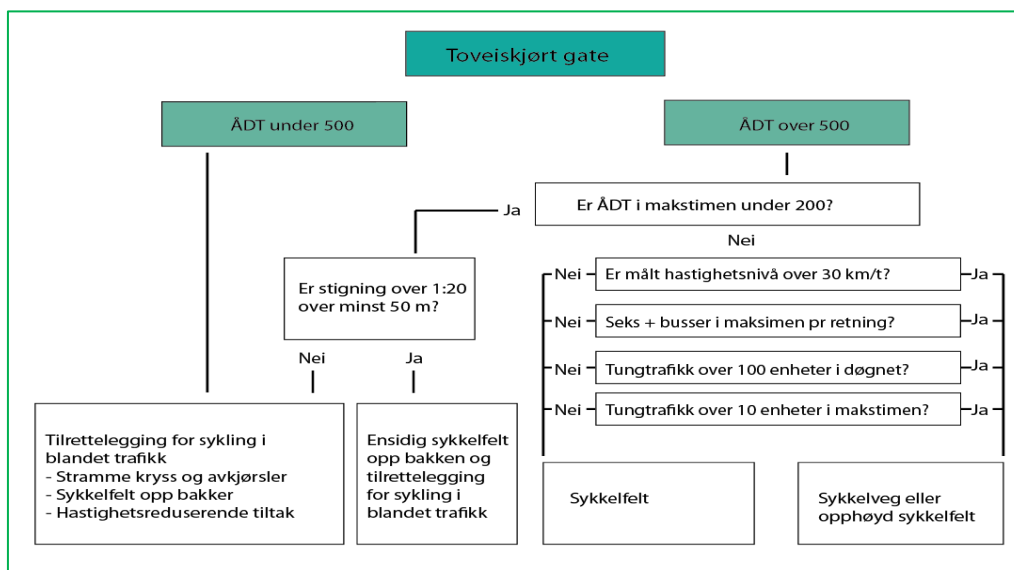 Toveiskjørt gate
ÅDT under 500
ÅDT over 500
Er ÅDT i makstimen under 200?
Ja
Nei
Er stigning over 1:20
over minst 50 m?
Nei
Ja
Nei
Er målt hastighetsnivå over 30 km/t?
Ja
Nei
Seks + busser i maksimen pr retning?
Ja
Nei
Tungtrafikk over 100 enheter i døgnet?
Ja
Nei
Tungtrafikk over 10 enheter i makstimen?
Ja
Tilrettelegging for sykling i
blandet trafikk
- Stramme kryss og avkjørsler
- Sykkelfelt opp bakker
- Hastighetsreduserende tiltak
Ensidig sykkelfelt
opp bakken og
tilrettelegging
for sykling i
blandet trafikk
Sykkelfelt
Sykkelveg eller
opphøyd sykkelfelt